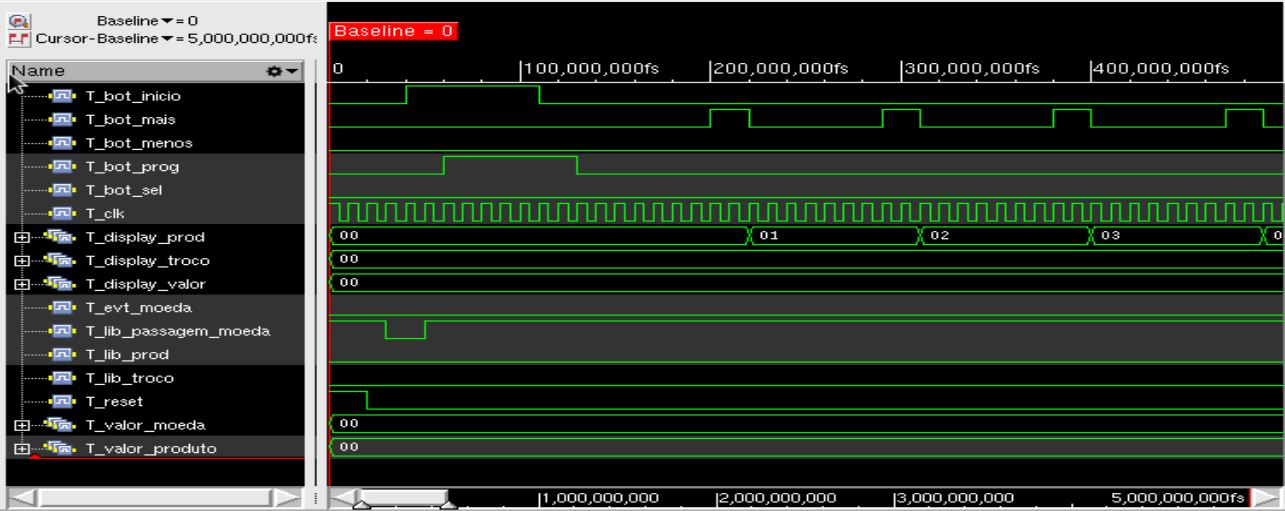 Baseline = 0
Cursor-Baseline = 5,000,000,000fs
Baseline = 0
Name
0 |100,000,000fs |200,000,000fs |300,000,000fs |400,000,000fs
T_bot_inicio
T_bot_mais
T_bot_menos
T_bot_prog
T_bot_sel
T_clk
T_display_prod 00 01 02 03 0
T_display_troco 00
T_display_valor 00
T_evt_moeda
T_lib_passagem_moeda
T_lib_prod
T_lib_troco
T_reset
T_valor_moeda 00
T_valor_produto 00
|1,000,000,000 |2,000,000,000 |3,000,000,000 5,000,000,000fs